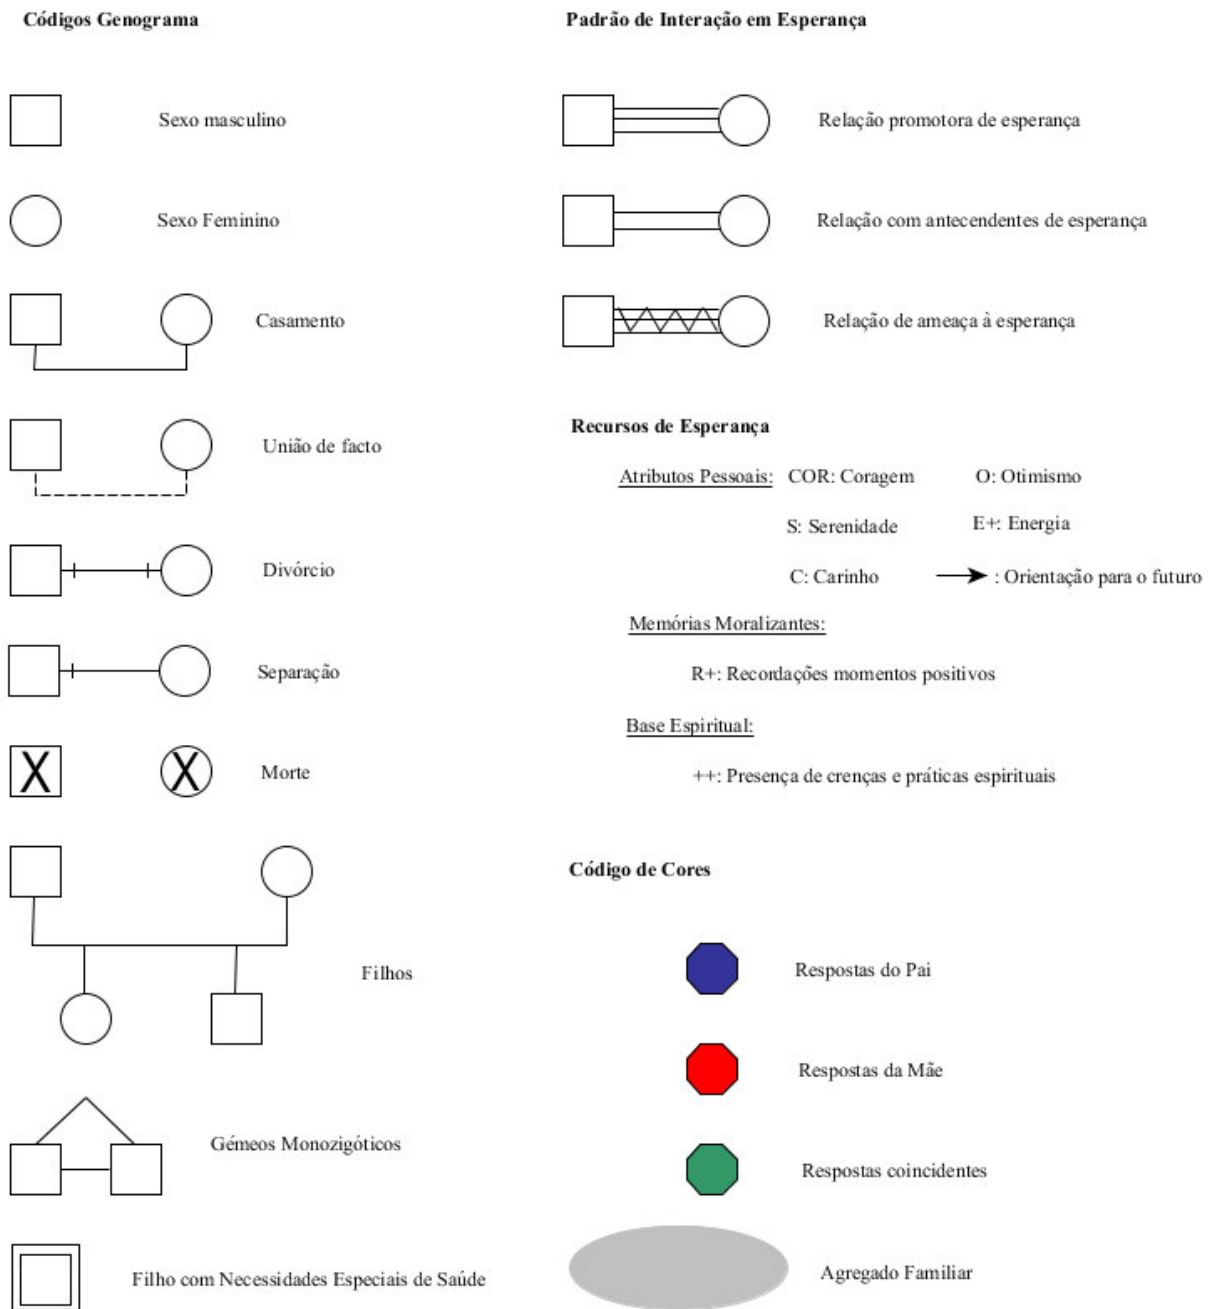 Códigos Genograma
Sexo masculino
Sexo Feminino
Casamento
União de facto
Divórcio
Separação
X X Morte
Filhos
Gémeos Monozigóticos
Filho com Necessidades Especiais de Saúde
Padrão de Interação em Esperança
Relação promotora de esperança
Relação com antecendentes de esperança
Relação de ameaça à esperança
Recursos de Esperança
Atributos Pessoais: COR: Coragem O: Otimismo
S: Serenidade E+: Energia
C: Carinho : Orientação para o futuro
Memórias Moralizantes:
R+: Recordações momentos positivos
Base Espiritual:
++: Presença de crenças e práticas espirituais
Código de Cores
Respostas do Pai
Respostas da Mãe
Respostas coincidentes
Agregado Familiar